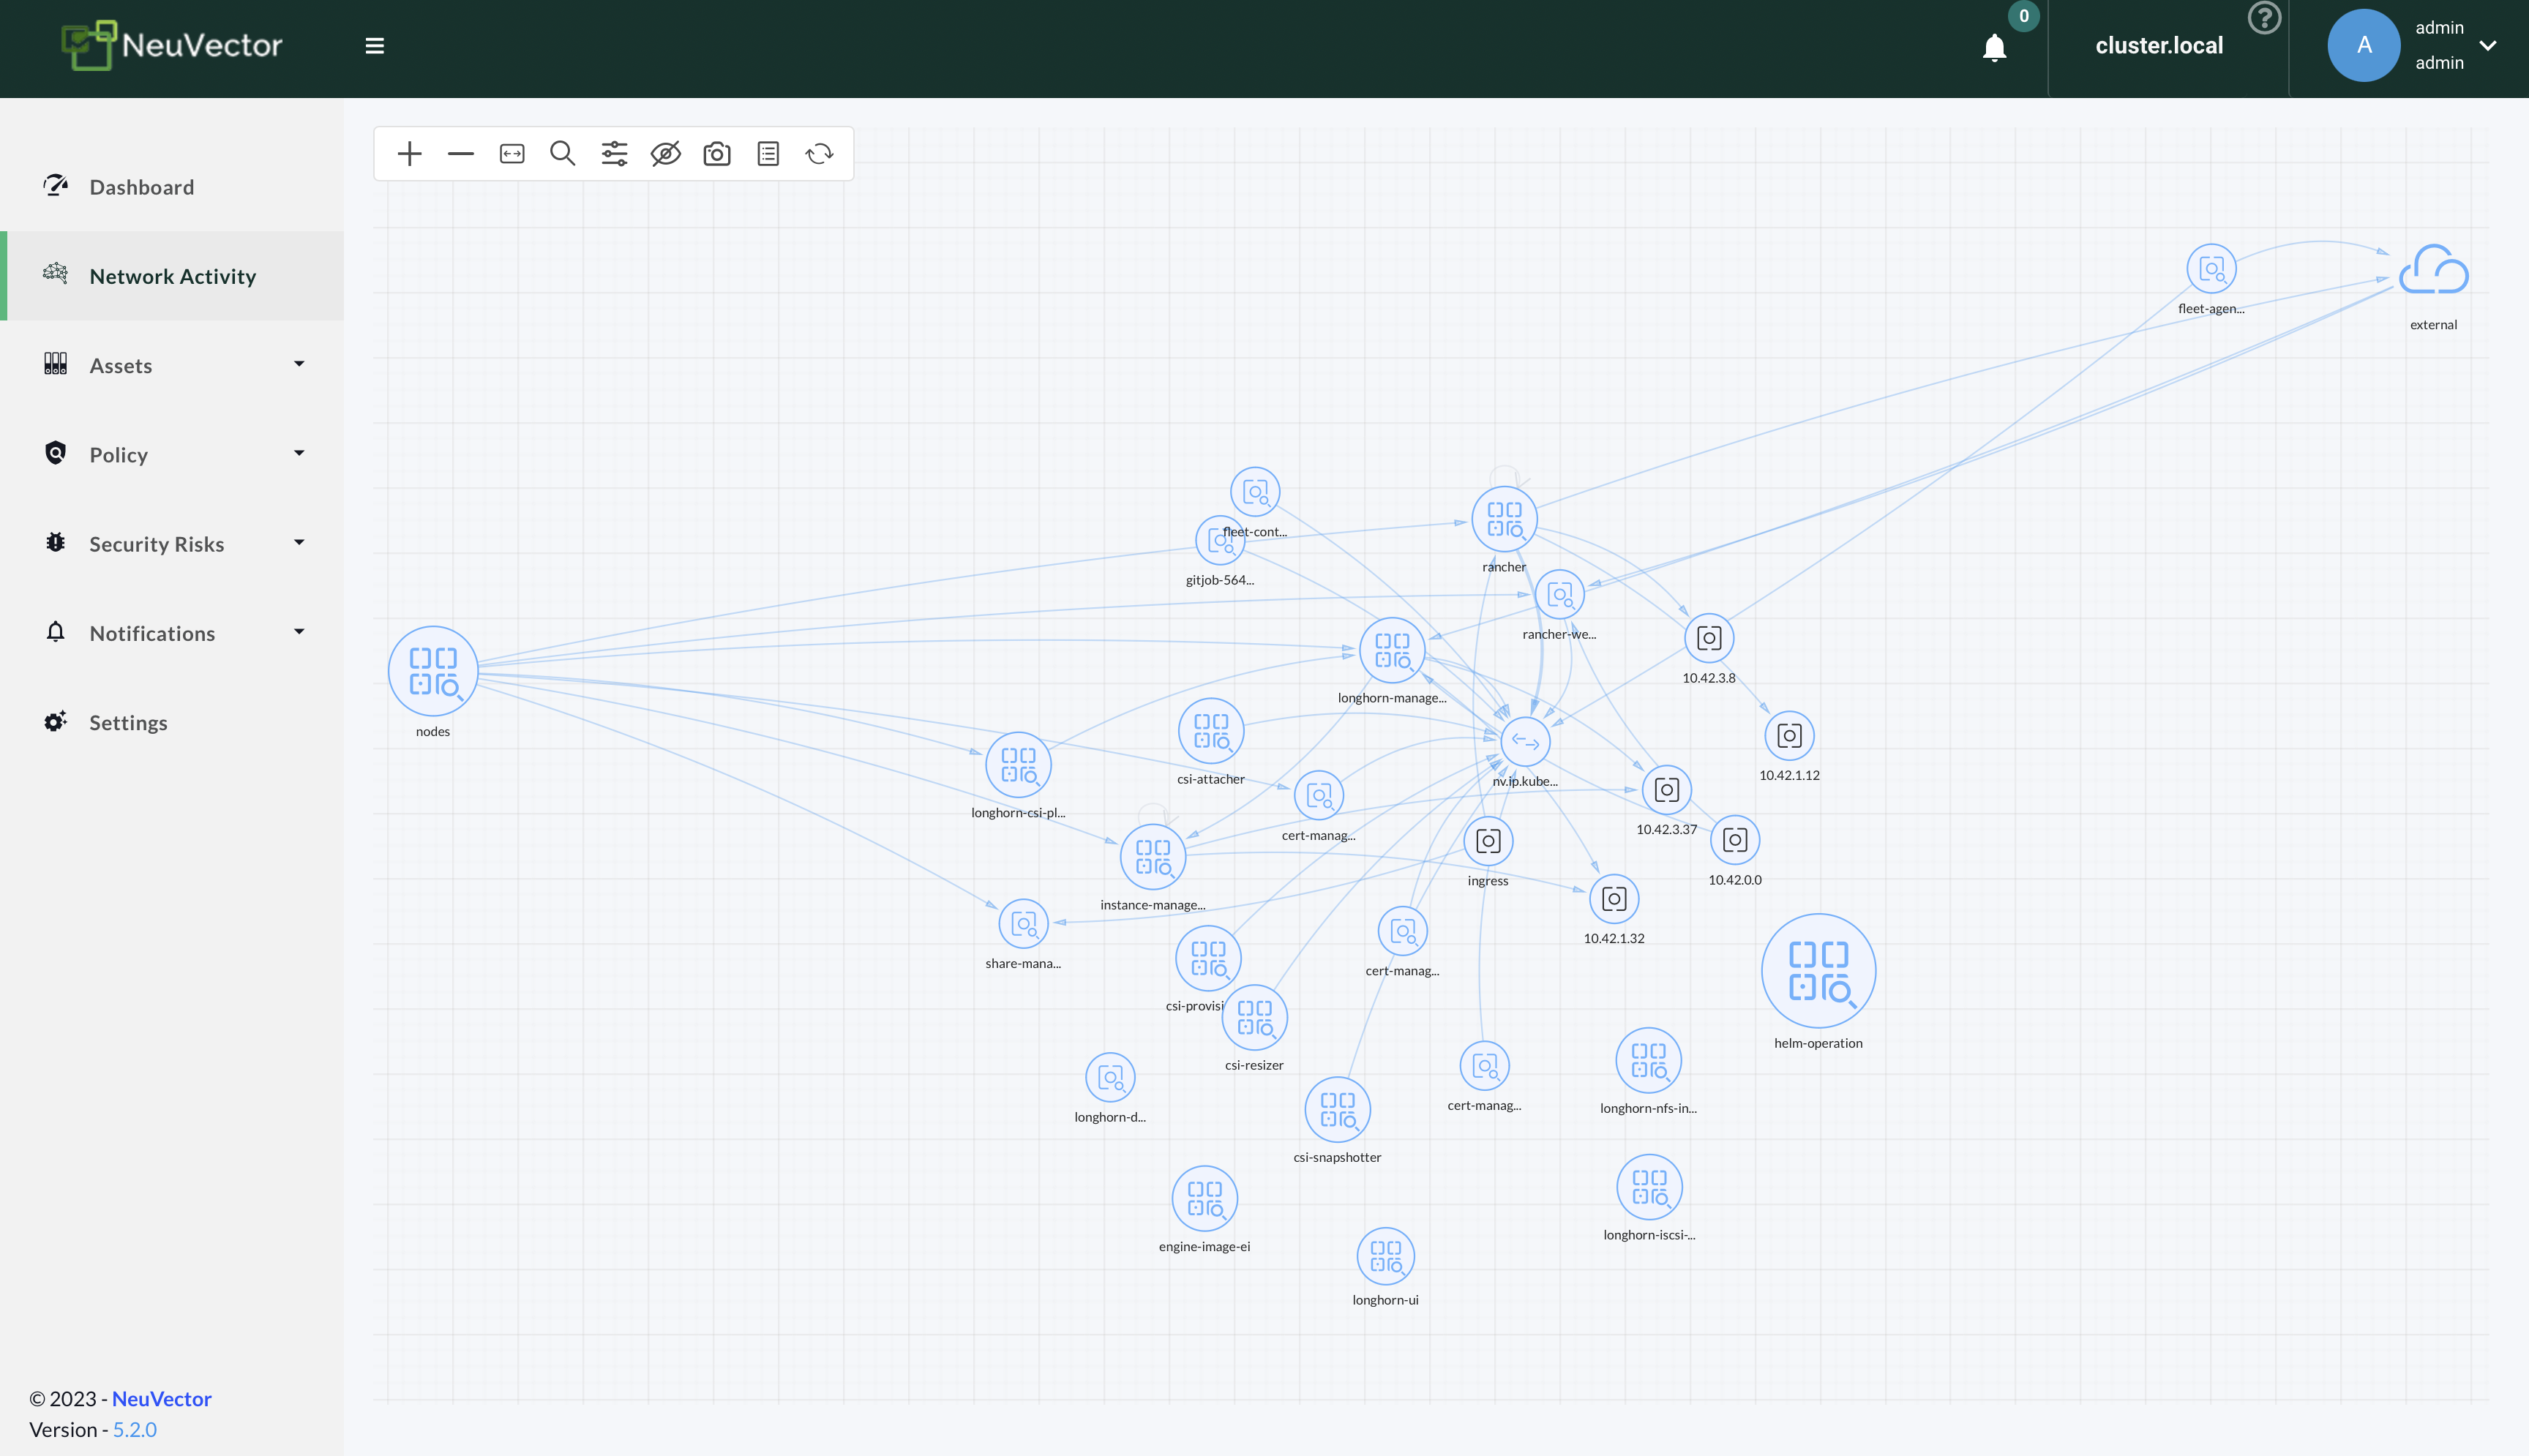 NeuVector
0
cluster.local
?
A
admin
admin
Dashboard
Network Activity
Assets
Policy
Security Risks
Notifications
Settings
fleet-agen...
external
fleet-cont...
gitjob-564...
rancher
rancher-we...
longhorn-manage...
10.42.3.8
nodes
csi-attacher
nv.ip.kube...
10.42.1.12
longhorn-csi-pl...
cert-manag...
10.42.3.37
instance-manage...
ingress
10.42.0.0
share-mana...
10.42.1.32
cert-manag...
csi-provisi
helm-operation
csi-resizer
longhorn-d...
cert-manag...
longhorn-nfs-in...
csi-snapshotter
engine-image-ei
longhorn-iscsi-...
longhorn-ui
© 2023 - NeuVector
Version - 5.2.0